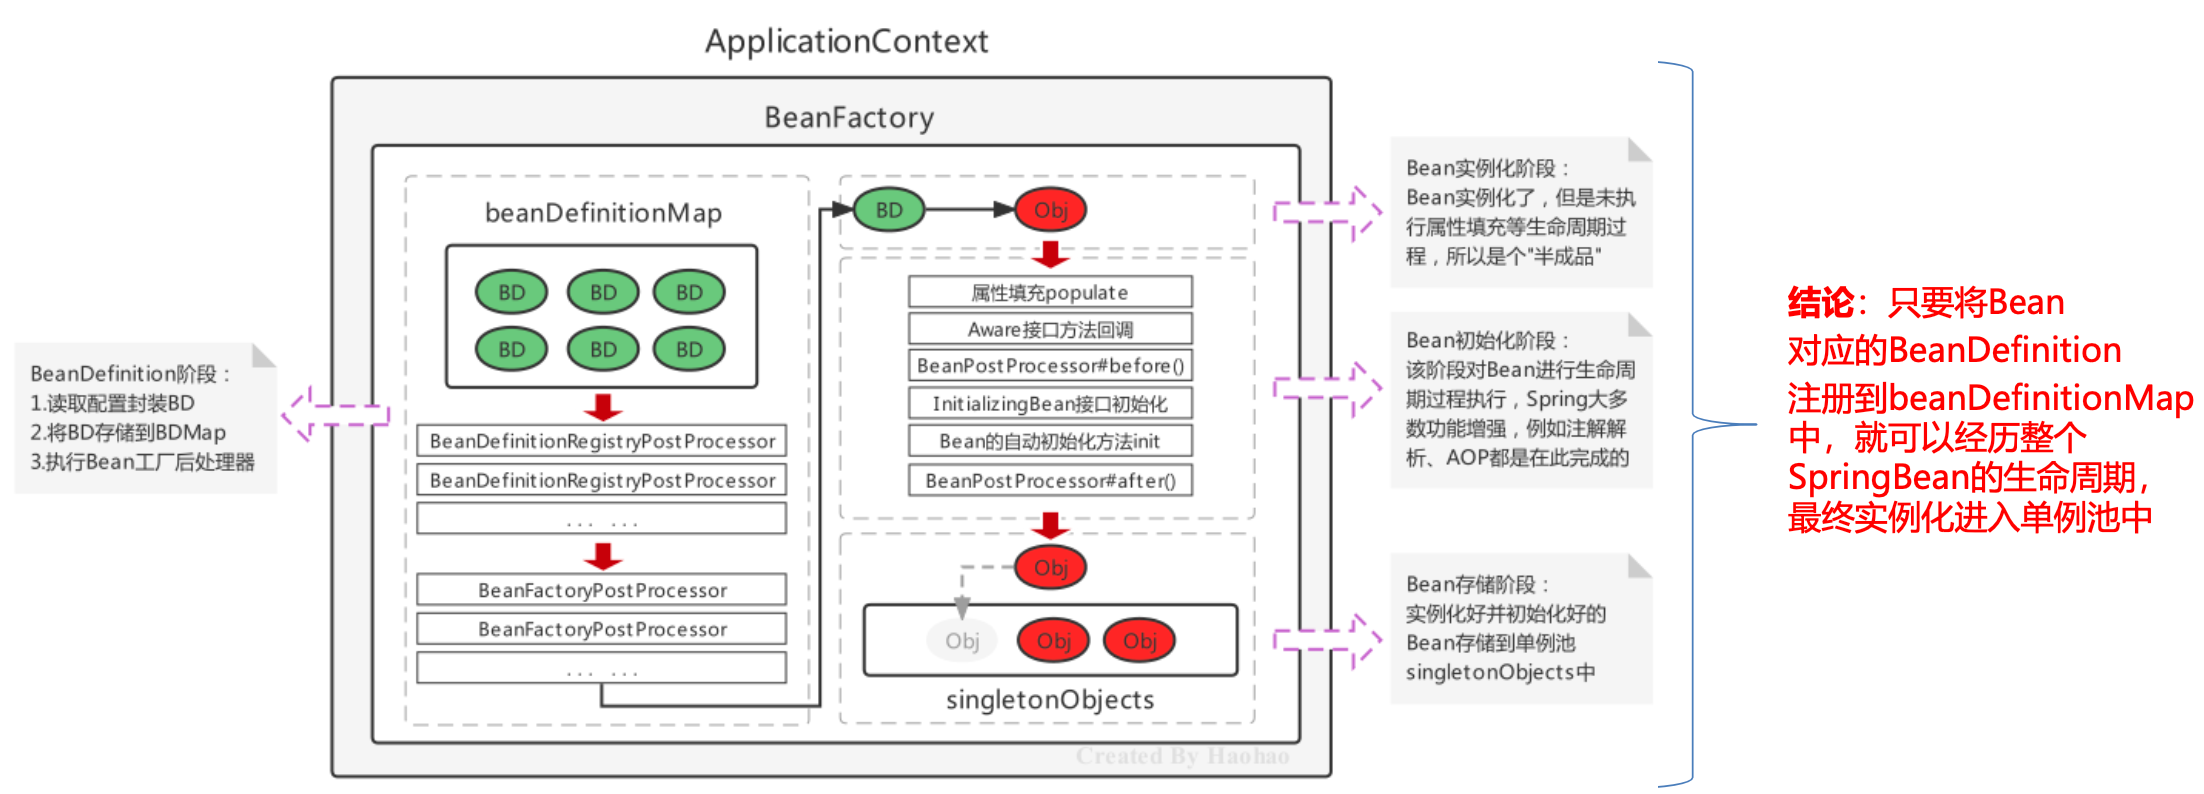 ApplicationContext
BeanFactory
BeanDefinition阶段：
1.读取配置封装BD
2.将BD存储到BDMap
3.执行Bean工厂后处理器
beanDefinitionMap
BD BD BD
BD BD BD
BeanDefinitionRegistryPostProcessor
BeanDefinitionRegistryPostProcessor
... ...
BeanFactoryPostProcessor
BeanFactoryPostProcessor
... ...
BD Obj
属性填充populate
Aware接口方法回调
BeanPostProcessor#before()
InitializingBean接口初始化
Bean的自动初始化方法init
BeanPostProcessor#after()
Obj
Obj Obj Obj
singletonObjects
Created By Haohao
Bean实例化阶段：
Bean实例化了，但是未执
行属性填充等生命周期过
程，所以是个"半成品"
Bean初始化阶段：
该阶段对Bean进行生命周
期过程执行，Spring大多
数功能增强，例如注解解
析、AOP都是在此完成的
Bean存储阶段：
实例化好并初始化好的
Bean存储到单例池
singletonObjects中
结论：只要将Bean
对应的BeanDefinition
注册到beanDefinitionMap
中，就可以经历整个
SpringBean的生命周期，
最终实例化进入单例池中